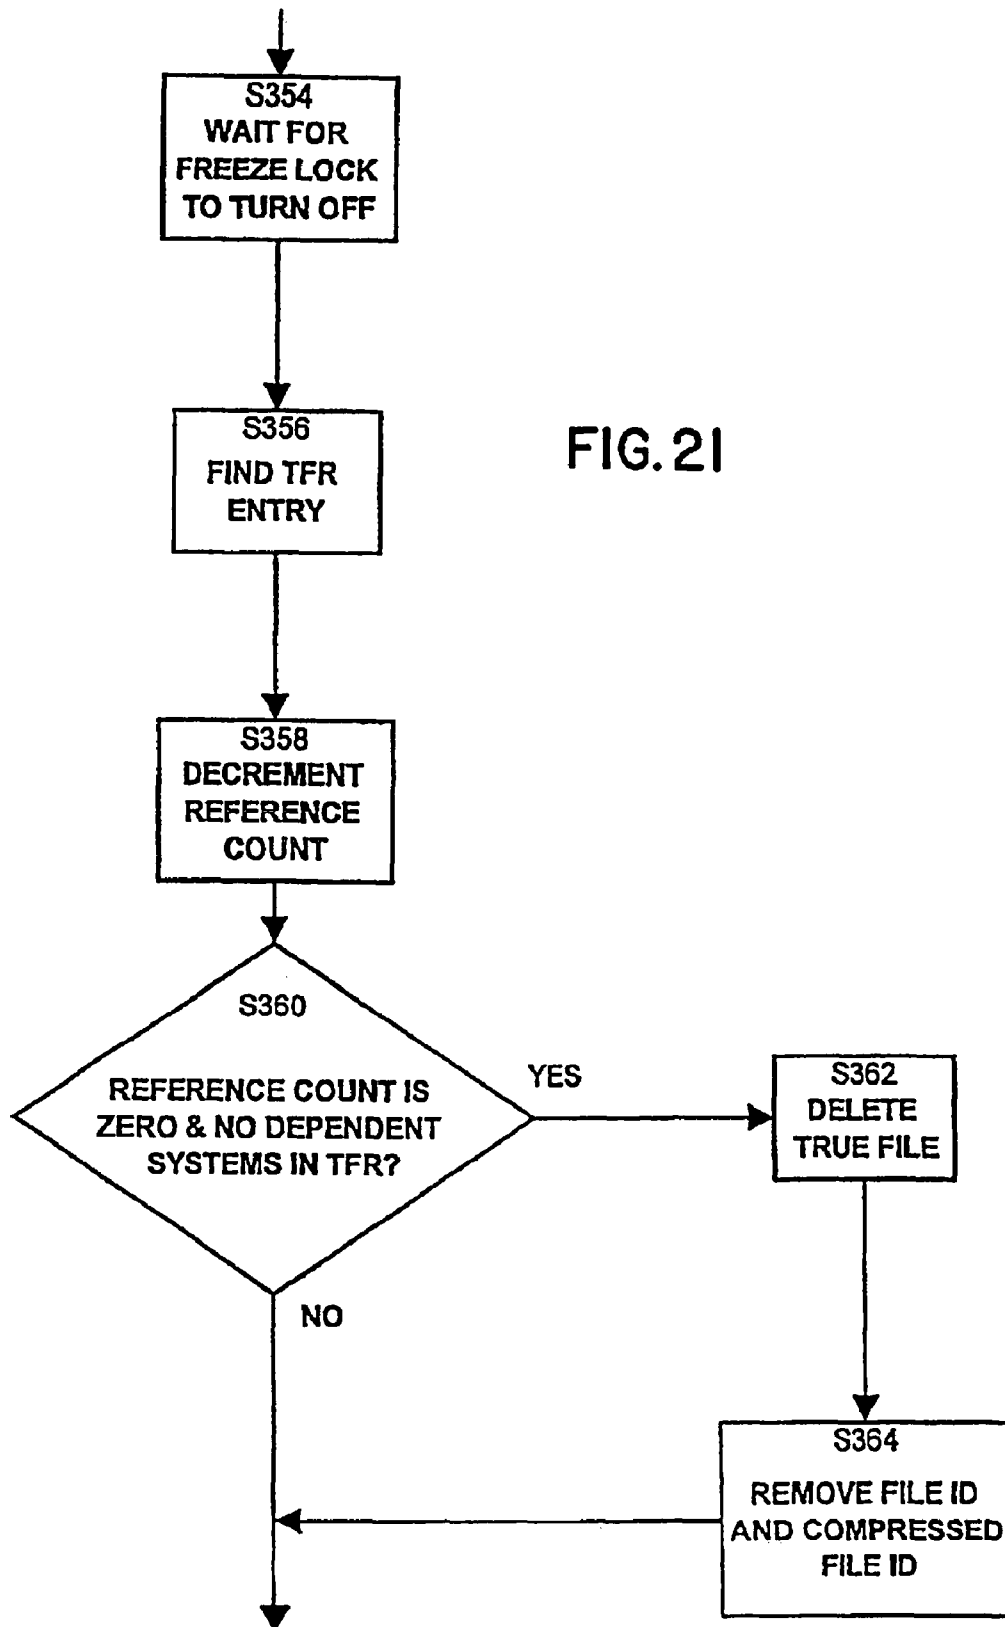 S354
WAIT FOR
FREEZE LOCK
TO TURN OFF
S356
FIND TFR
ENTRY
FIG. 21
S358
DECREMENT
REFERENCE
COUNT
S360
REFERENCE COUNT IS
ZERO & NO DEPENDENT
SYSTEMS IN TFR?
YES
NO
S362
DELETE
TRUE FILE
S364
REMOVE FILE ID
AND COMPRESSED
FILE ID